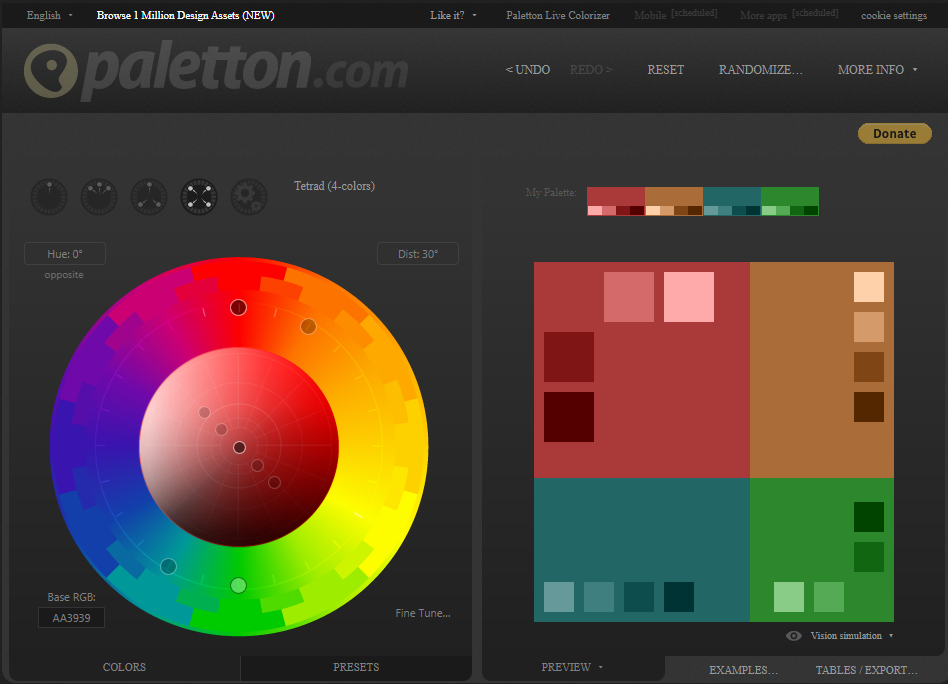 English Browse 1 Million Design Assets (NEW) Like it? Paletton Live Colorizer Mobile [scheduled] More apps [scheduled] cookie settings
paletton.com < UNDO REDO > RESET RANDOMIZE... MORE INFO
Donate
Tetrad (4-colors)
My Palette:
Hue: 0° Dist: 30°
opposite
Base RGB:
AA3939
Fine Tune...
Vision simulation
COLORS PRESETS PREVIEW EXAMPLES... TABLES / EXPORT...